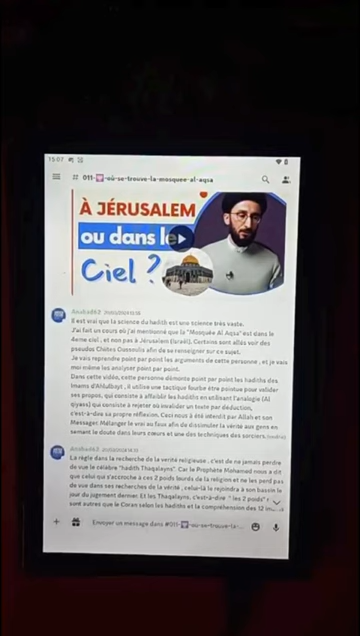 15:07
# 011-où-se-trouve-la-mosquée-al-aqsa
À JÉRUSALEM
ou dans le
Ciel ?
Il est vrai que la science du hadith est une science très vaste.
J'ai fait un cours où j'ai mentionné que la "Mosquée Al Aqsa" est dans le
4eme ciel, et non pas à Jérusalem (Israël). Certains sont allés voir des
pseudos Chiites Oussoulis afin de se renseigner sur ce sujet.
Je vais reprendre point par point les arguments de cette personne, et je vais
moi même les analyser point par point.
Dans cette vidéo, cette personne démonte point par point les hadiths des
Imams d'Ahlulbayt, il utilise une tactique fourbe être pointue pour validé
ses propos, qui consiste à affaiblir les hadiths en utilisant l'analogie (Al
qiyass) qui consiste à rejeter ou invalider un texte par déduction,
c'est-à-dire sa propre réflexion. Ceci nous a été interdit par Allah et son
Messager. Mélanger le vrai au faux afin de dissimuler la vérité aux gens en
semant le doute dans leurs cœurs et une des techniques des sorciers.
La règle dans la recherche de la vérité religieuse, c'est de ne jamais perdre
de vue le célèbre "hadith Thaqalayn". Car le Prophète Mohamed nous a dit
que celui qui s'accroche à ces 2 poids lourds de la religion et ne les perd pas
de vue dans ses recherches de la vérité, celui-là le rejoindra à son bassin le
jour du jugement dernier. Et les Thaqalayns, c'est-à-dire "les 2 poids"
sont autres que le Coran selon les hadiths et la compréhension des 12
Envoyer un message dans #011-où-se-trouve-la-...